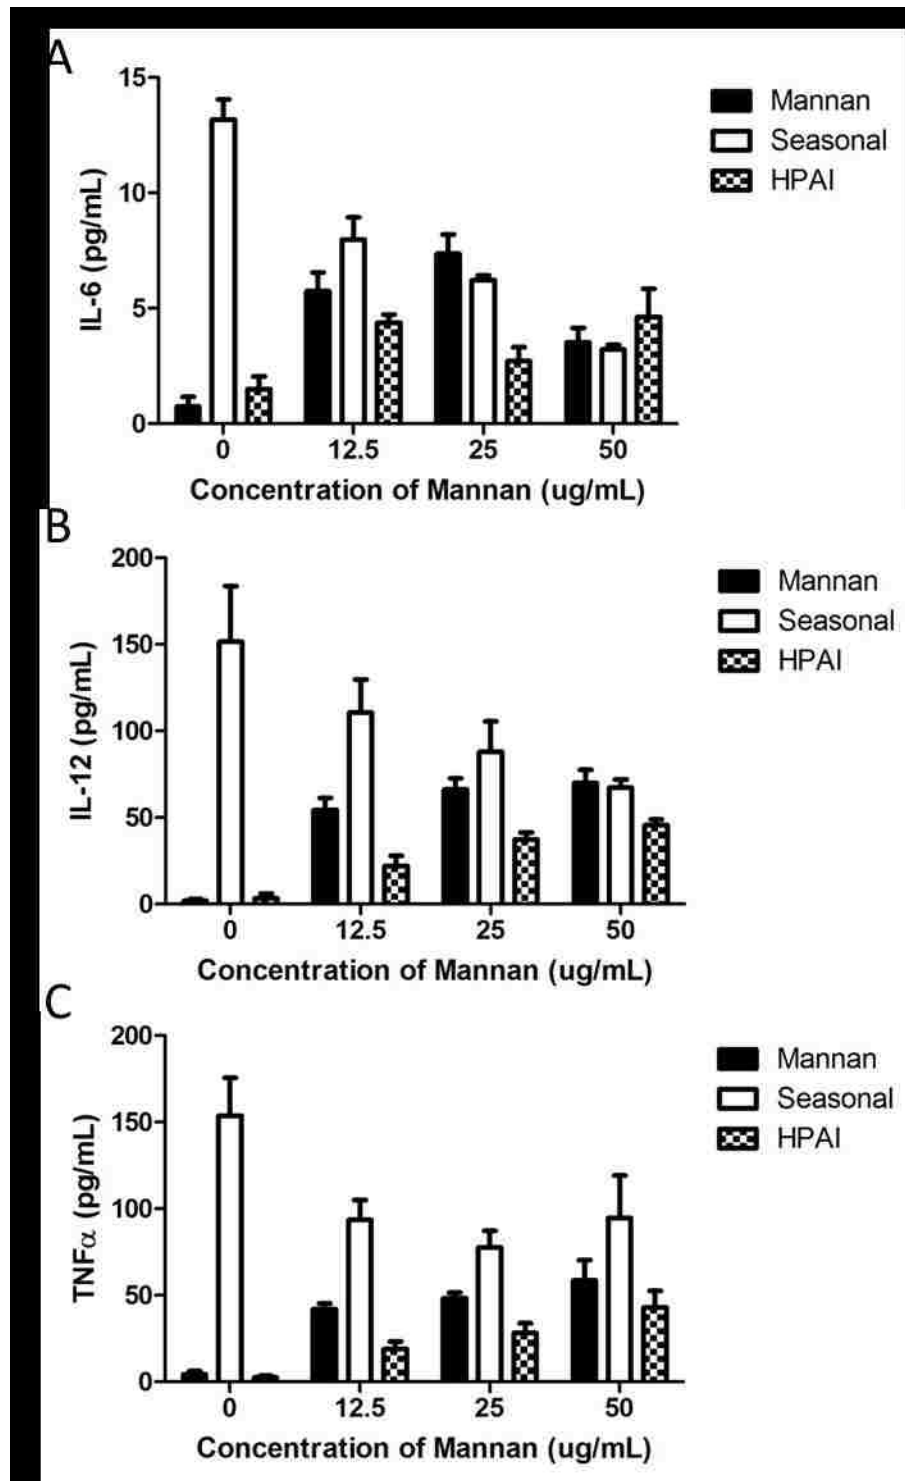 A
15
10
5
0
IL-6 (pg/mL)
0 12.5 25 50
Concentration of Mannan (ug/mL)
Mannan
Seasonal
HPAI
B
200
150
100
50
0
IL-12 (pg/mL)
0 12.5 25 50
Concentration of Mannan (ug/mL)
Mannan
Seasonal
HPAI
C
200
150
100
50
0
TNFα (pg/mL)
0 12.5 25 50
Concentration of Mannan (ug/mL)
Mannan
Seasonal
HPAI